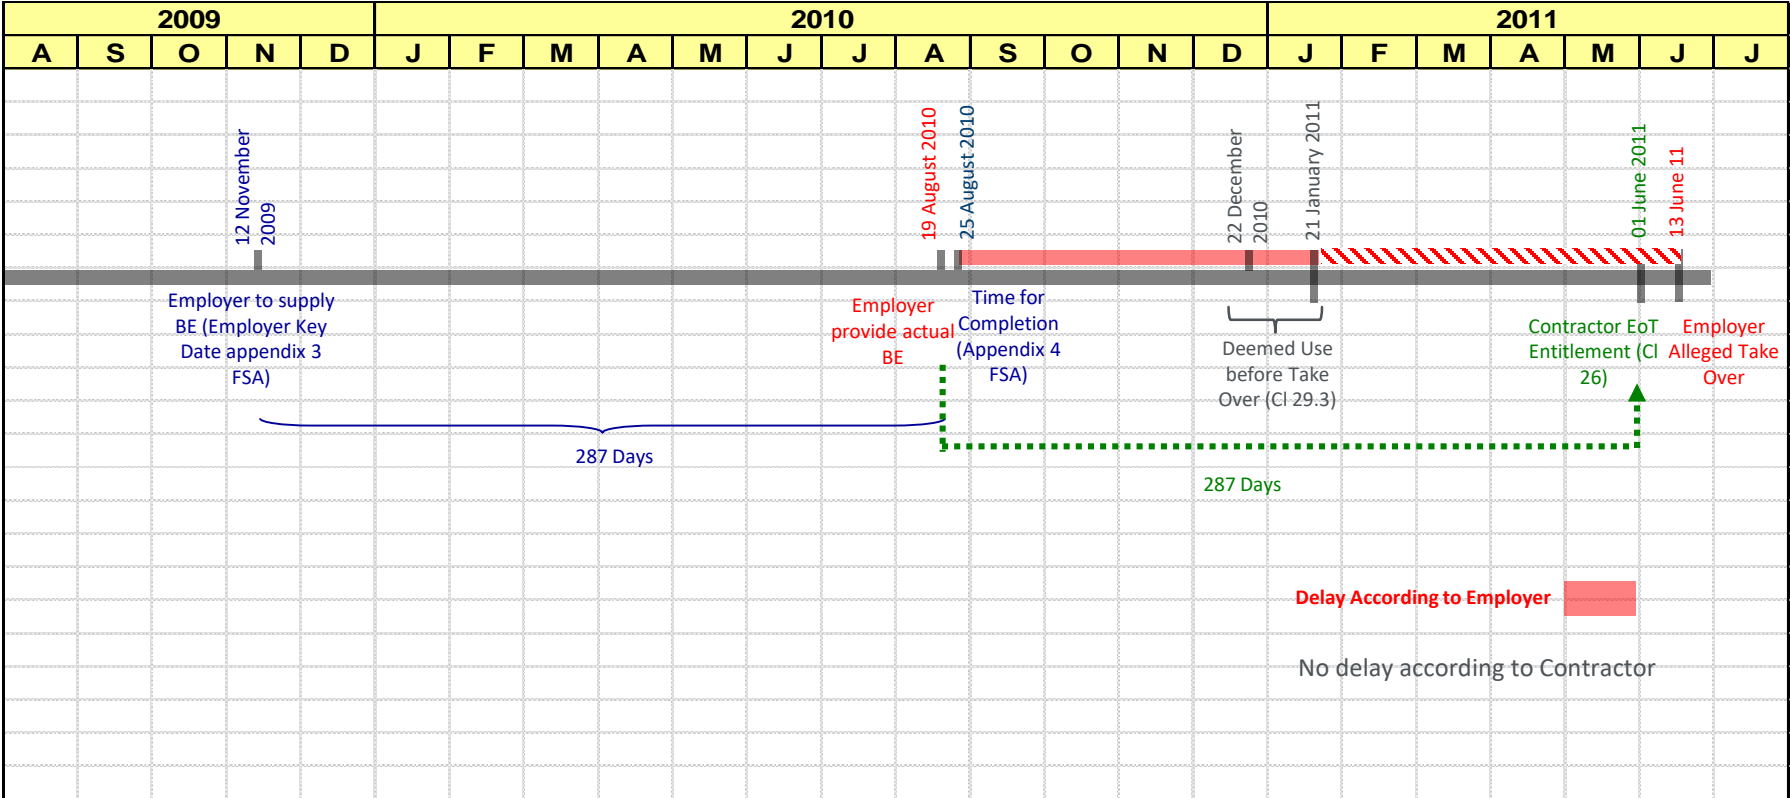 2009 2010 2011
A S O N D J F M A M J J A S O N D J F M A M J J
12 November
2009
19 August 2010
25 August 2010
22 December
2010
21 January 2011
01 June 2011
13 June 11
Employer to supply
BE (Employer Key
Date appendix 3
FSA)
Employer
provide actual
BE
Time for
Completion
(Appendix 4
FSA)
Deemed Use
before Take
Over (Cl 29.3)
Contractor EoT
Entitlement (Cl
26)
Employer
Alleged Take
Over
287 Days
287 Days
Delay According to Employer
No delay according to Contractor